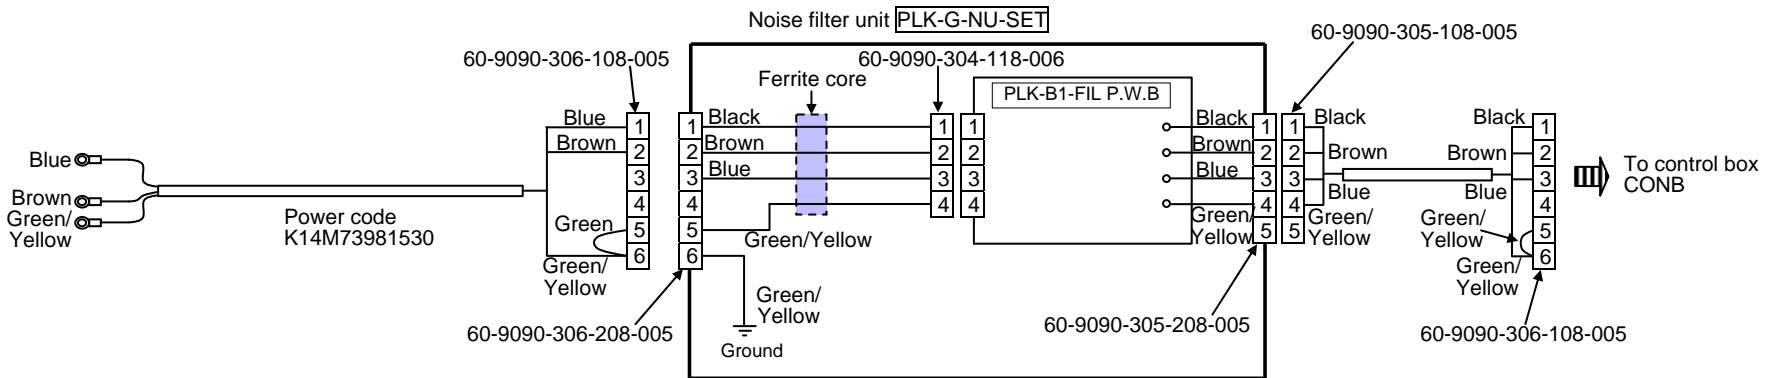 Noise filter unit PLK-G-NU-SET
60-9090-306-108-005
60-9090-304-118-006
60-9090-305-108-005
Ferrite core
PLK-B1-FIL P.W.B
Blue
Brown
Green/
Yellow
Power code
K14M73981530
Blue
Brown
Green
Green/
Yellow
1
2
3
4
5
6
1
2
3
4
5
6
Black
Brown
Blue
Green/Yellow
Green/
Yellow
Ground
1
2
3
4
1
2
3
4
Black
Brown
Blue
Green/
Yellow
1
2
3
4
5
1
2
3
4
5
Black
Brown
Blue
Green/
Yellow
Black
Brown
Blue
Green/
Yellow
Green/
Yellow
1
2
3
4
5
6
To control box
CONB
60-9090-306-208-005
60-9090-305-208-005
60-9090-306-108-005